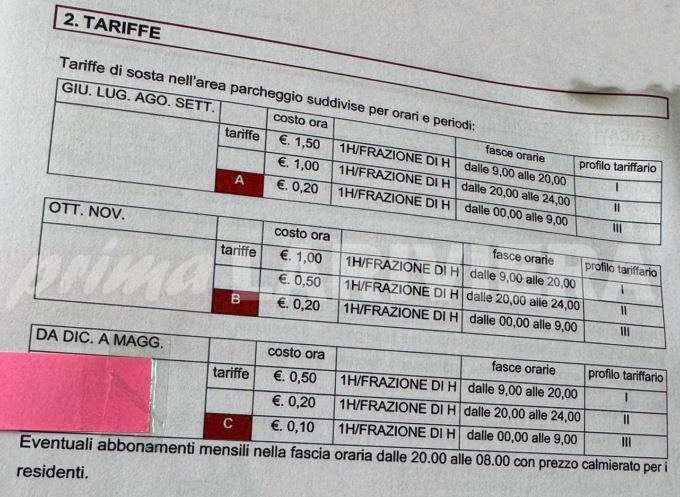 2. TARIFFE
Tariffe di sosta nell'area parcheggio suddivise per orari e periodi:
GIU. LUG. AGO. SETT. costo ora fasce orarie profilo tariffario
tariffe €. 1,50 1H/FRAZIONE DI H dalle 9,00 alle 20,00 I
€. 1,00 1H/FRAZIONE DI H dalle 20,00 alle 24,00 II
A €. 0,20 1H/FRAZIONE DI H dalle 00,00 alle 9,00 III
OTT. NOV. costo ora fasce orarie profilo tariffario
tariffe €. 1,00 1H/FRAZIONE DI H dalle 9,00 alle 20,00 I
€. 0,50 1H/FRAZIONE DI H dalle 20,00 alle 24,00 II
B €. 0,20 1H/FRAZIONE DI H dalle 00,00 alle 9,00 III
prima LARIVIERA
DA DIC. A MAGG. costo ora fasce orarie profilo tariffario
tariffe €. 0,50 1H/FRAZIONE DI H dalle 9,00 alle 20,00 I
€. 0,20 1H/FRAZIONE DI H dalle 20,00 alle 24,00 II
C €. 0,10 1H/FRAZIONE DI H dalle 00,00 alle 9,00 III
Eventuali abbonamenti mensili nella fascia oraria dalle 20.00 alle 08.00 con prezzo calmierato per i
residenti.